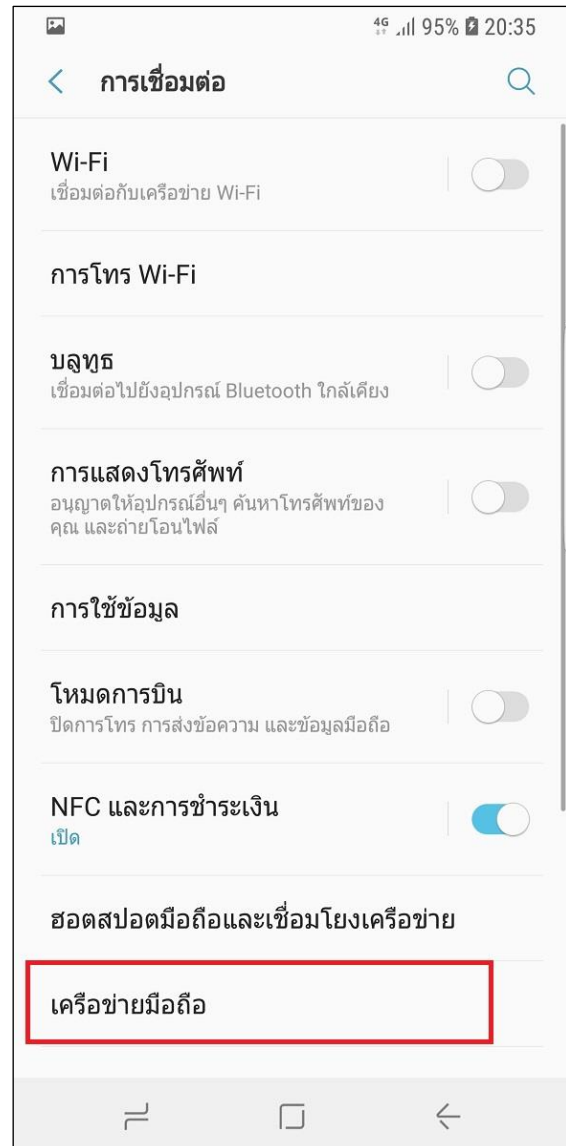 4G 95% 20:35
การเชื่อมต่อ
Wi-Fi
เชื่อมต่อกับเครือข่าย Wi-Fi
การโทร Wi-Fi
บลูทูธ
เชื่อมต่อไปยังอุปกรณ์ Bluetooth ใกล้เคียง
การแสดงโทรศัพท์
อนุญาตให้อุปกรณ์อื่นๆ ค้นหาโทรศัพท์ของ
คุณ และถ่ายโอนไฟล์
การใช้ข้อมูล
โหมดการบิน
ปิดการโทร การส่งข้อความ และข้อมูลมือถือ
NFC และการชำระเงิน
เปิด
ฮอตสปอตมือถือและเชื่อมโยงเครือข่าย
เครือข่ายมือถือ